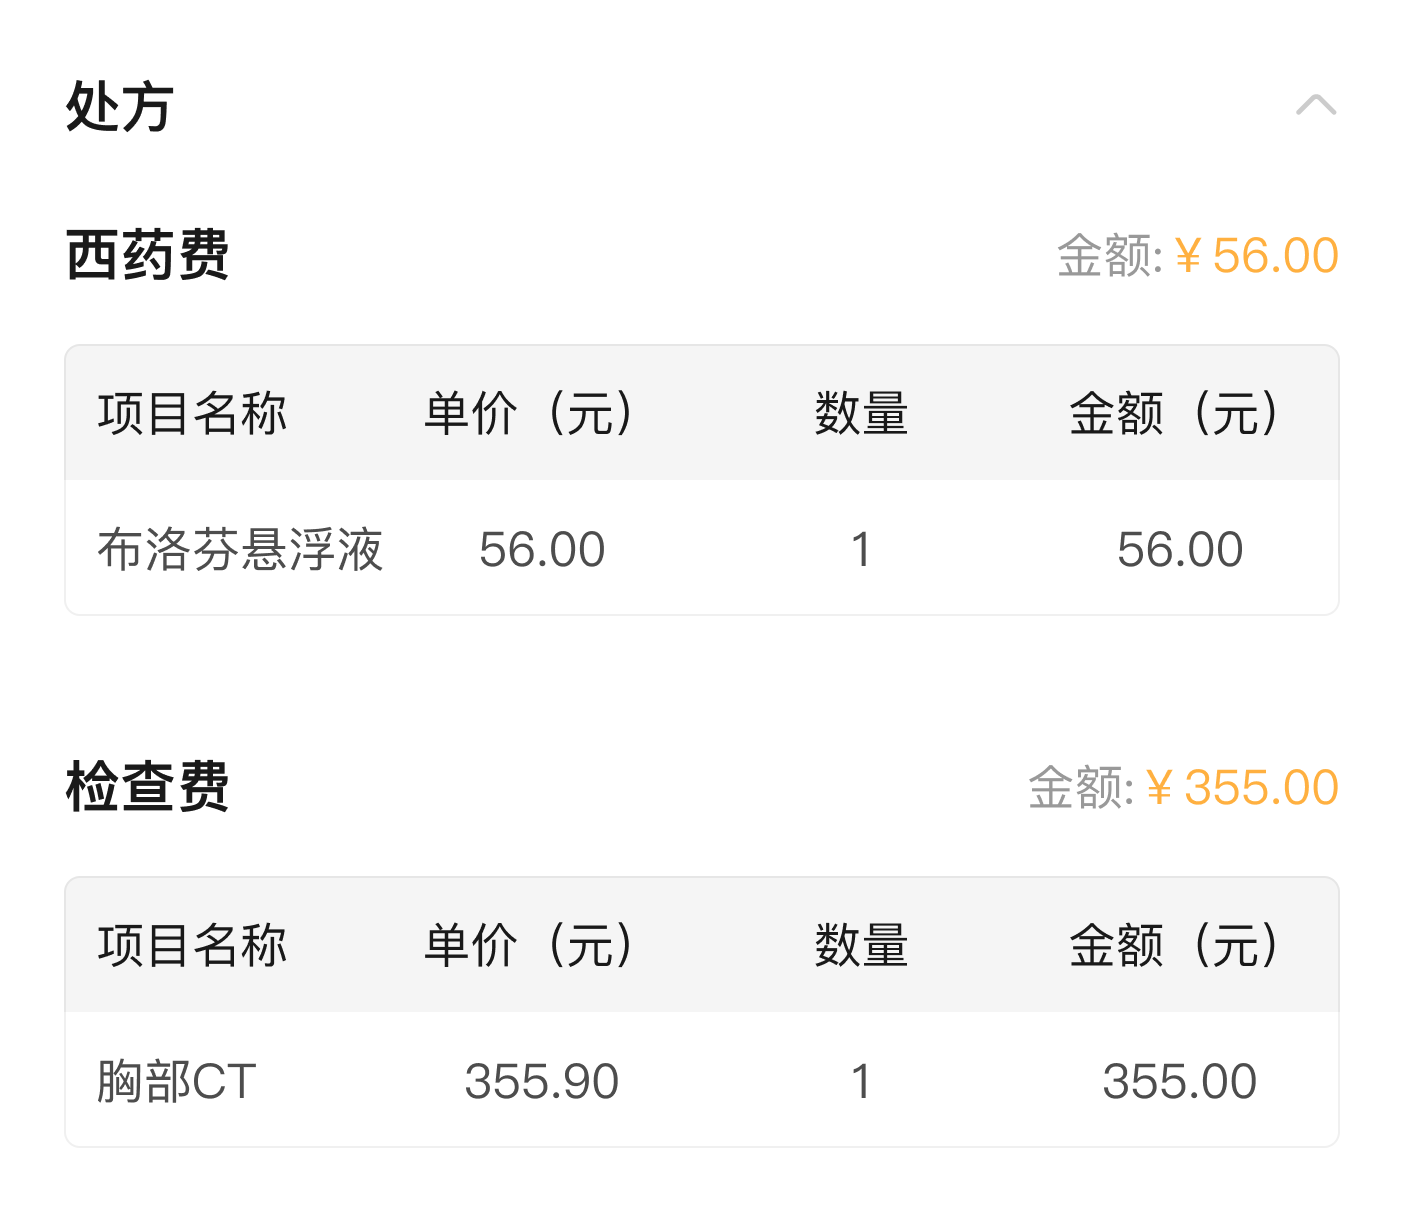 处方
西药费 金额: ¥ 56.00
项目名称 单价（元） 数量 金额（元）
布洛芬悬浮液 56.00 1 56.00
检查费 金额: ¥ 355.00
项目名称 单价（元） 数量 金额（元）
胸部CT 355.90 1 355.00